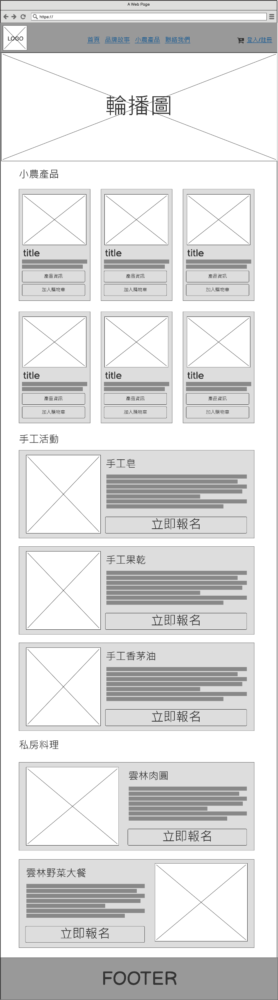 A Web Page
https://
LOGO
首頁 品牌故事 小農產品 聯絡我們 登入/註冊
輪播圖
小農產品
title title title
產品資訊 產品資訊 產品資訊
加入購物車 加入購物車 加入購物車
title title title
產品資訊 產品資訊 產品資訊
加入購物車 加入購物車 加入購物車
手工活動
手工皂
立即報名
手工果乾
立即報名
手工香茅油
立即報名
私房料理
雲林肉圓
立即報名
雲林野菜大餐
立即報名
FOOTER